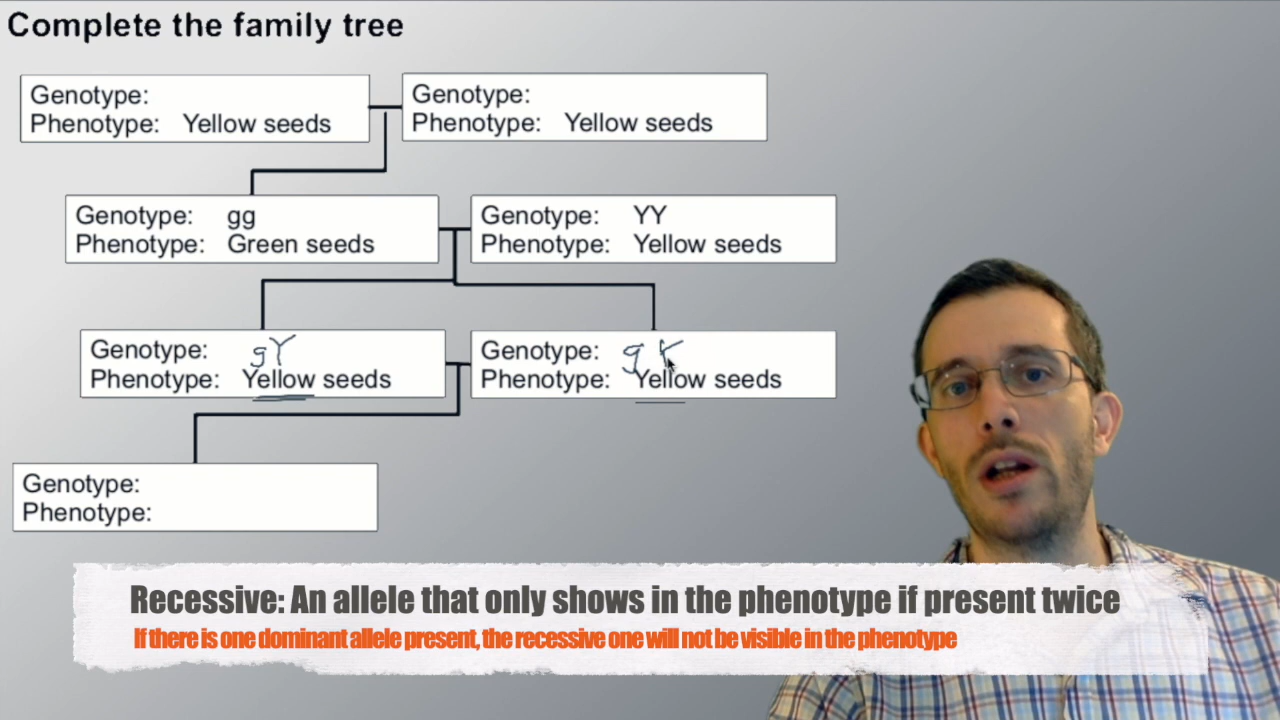 Complete the family tree
Genotype:
Phenotype: Yellow seeds
Genotype:
Phenotype: Yellow seeds
Genotype: gg
Phenotype: Green seeds
Genotype: YY
Phenotype: Yellow seeds
Genotype: gY
Phenotype: Yellow seeds
Genotype: gY
Phenotype: Yellow seeds
Genotype:
Phenotype:
Recessive: An allele that only shows in the phenotype if present twice
If there is one dominant allele present, the recessive one will not be visible in the phenotype